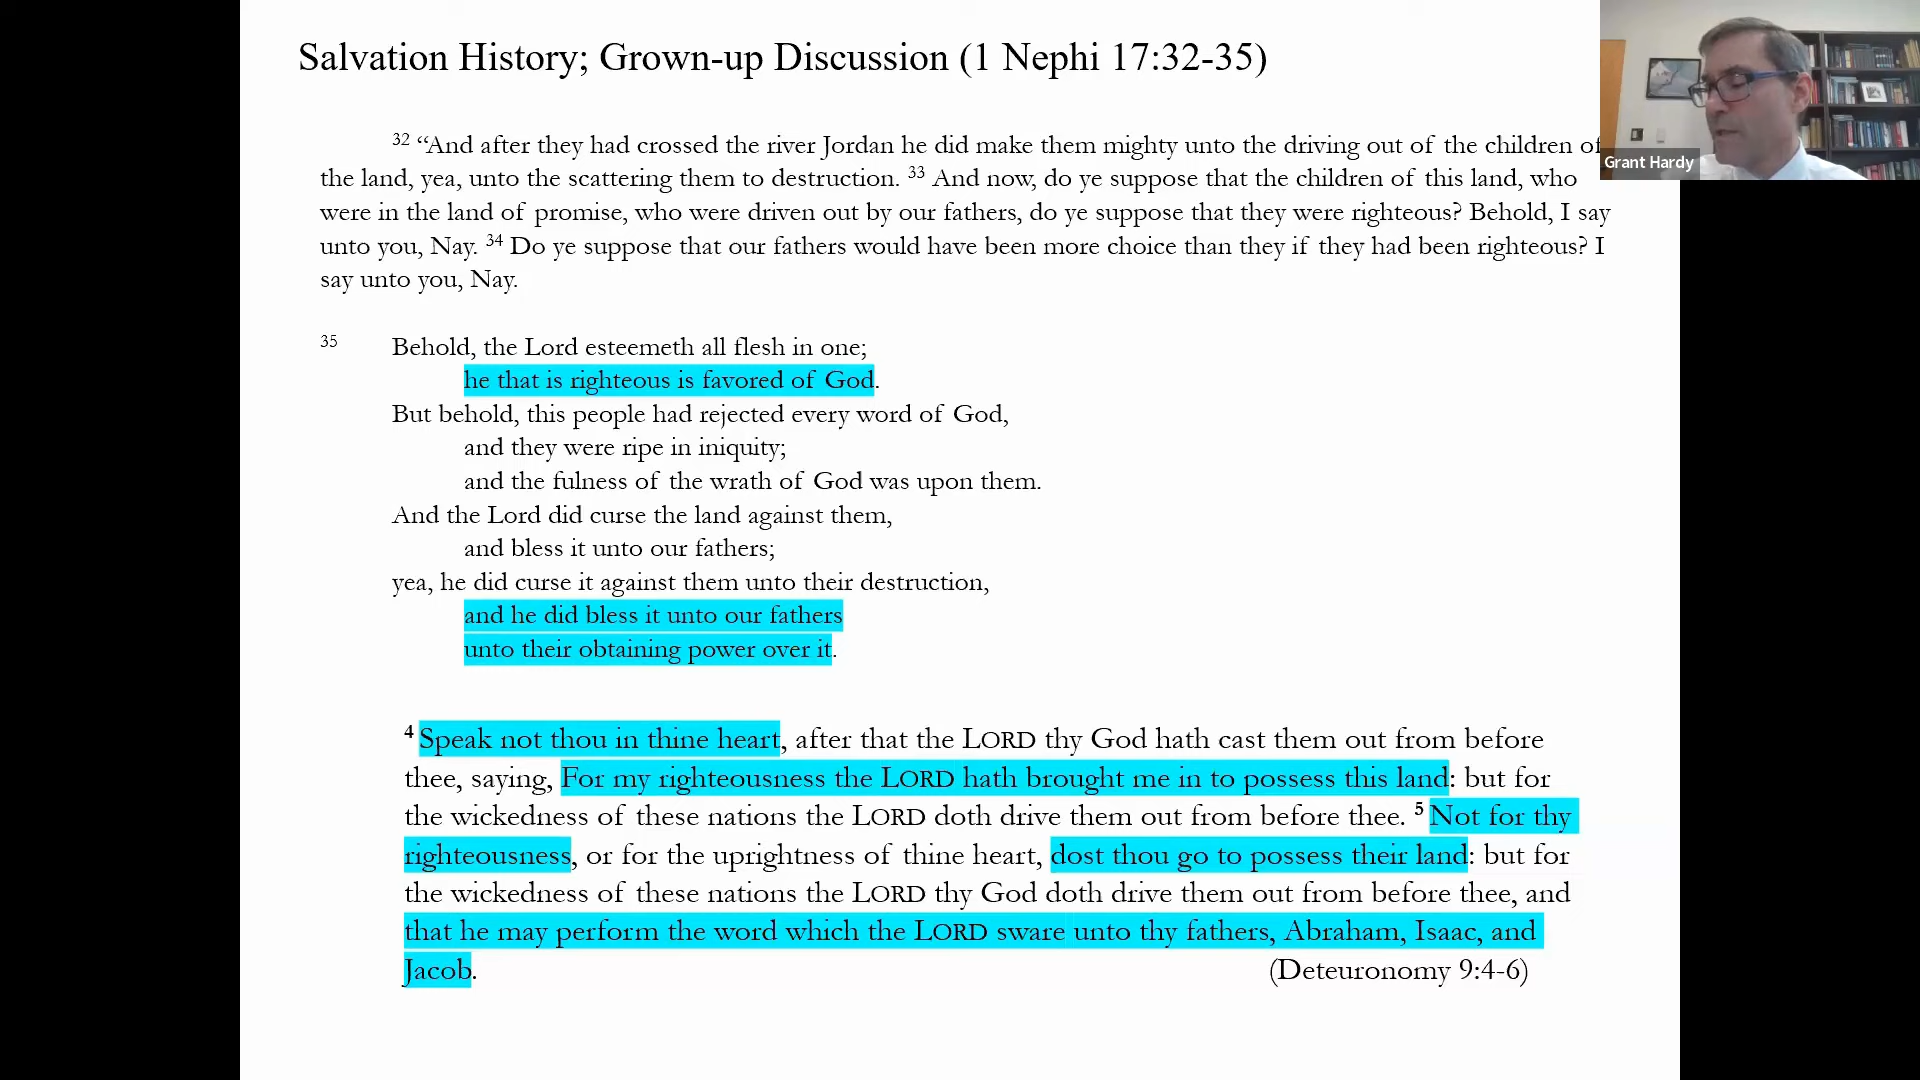 Salvation History; Grown-up Discussion (1 Nephi 17:32-35)
Grant Hardy
32 “And after they had crossed the river Jordan he did make them mighty unto the driving out of the children of
the land, yea, unto the scattering them to destruction. 33 And now, do ye suppose that the children of this land, who
were in the land of promise, who were driven out by our fathers, do ye suppose that they were righteous? Behold, I say
unto you, Nay. 34 Do ye suppose that our fathers would have been more choice than they if they had been righteous? I
say unto you, Nay.
35 Behold, the Lord esteemeth all flesh in one;
he that is righteous is favored of God.
But behold, this people had rejected every word of God,
and they were ripe in iniquity;
and the fulness of the wrath of God was upon them.
And the Lord did curse the land against them,
and bless it unto our fathers;
yea, he did curse it against them unto their destruction,
and he did bless it unto our fathers
unto their obtaining power over it.
4 Speak not thou in thine heart, after that the LORD thy God hath cast them out from before
thee, saying, For my righteousness the LORD hath brought me in to possess this land: but for
the wickedness of these nations the LORD doth drive them out from before thee. 5 Not for thy
righteousness, or for the uprightness of thine heart, dost thou go to possess their land: but for
the wickedness of these nations the LORD thy God doth drive them out from before thee, and
that he may perform the word which the LORD sware unto thy fathers, Abraham, Isaac, and
Jacob. (Deuteronomy 9:4-6)